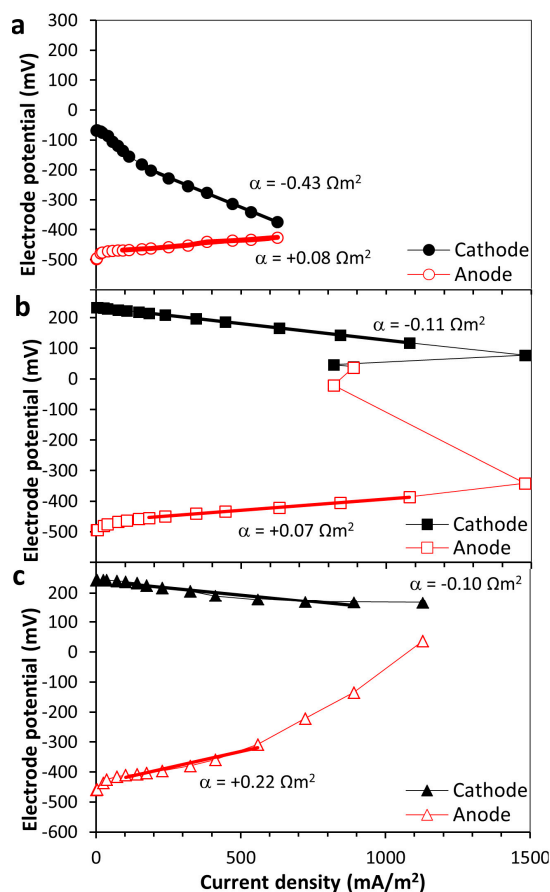 a
Electrode potential (mV)
300
200
100
0
-100
-200
-300
-400
-500
α = -0.43 Ωm²
α = +0.08 Ωm²
Cathode
Anode
b
Electrode potential (mV)
200
100
0
-100
-200
-300
-400
-500
α = -0.11 Ωm²
α = +0.07 Ωm²
Cathode
Anode
c
Electrode potential (mV)
200
100
0
-100
-200
-300
-400
-500
-600
α = -0.10 Ωm²
α = +0.22 Ωm²
Cathode
Anode
0 500 1000 1500
Current density (mA/m²)